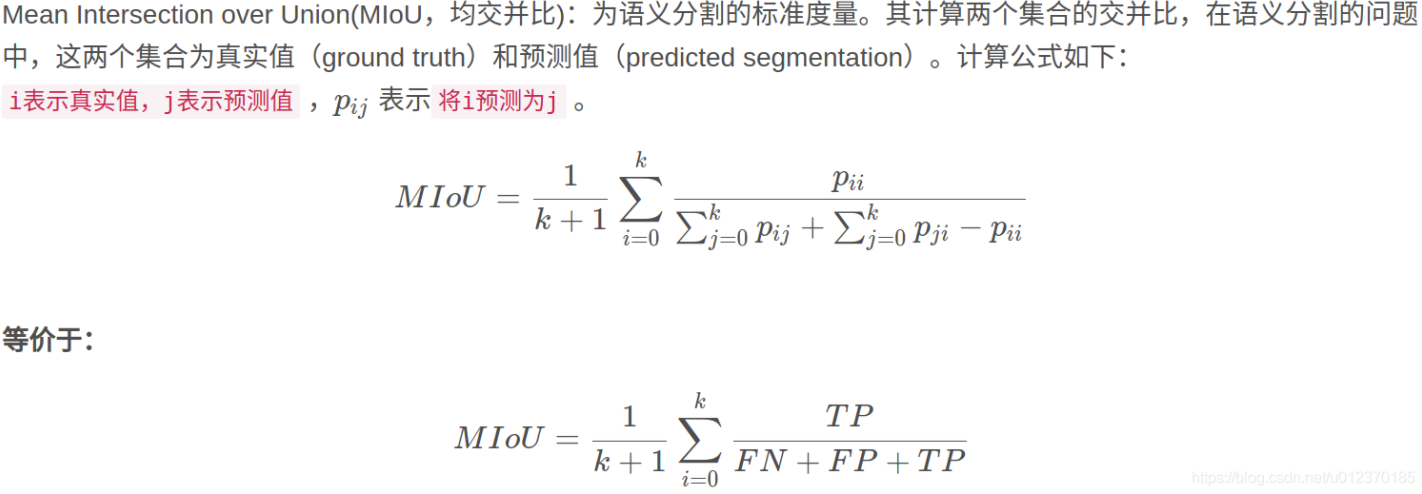 Mean Intersection over Union(MIoU，均交并比)：为语义分割的标准度量。其计算两个集合的交并比，在语义分割的问题
中，这两个集合为真实值（ground truth）和预测值（predicted segmentation）。计算公式如下：
i表示真实值，j表示预测值 ，p_{ij} 表示 将i预测为j 。
MIoU = \frac{1}{k+1} \sum_{i=0}^{k} \frac{p_{ii}}{\sum_{j=0}^{k} p_{ij} + \sum_{j=0}^{k} p_{ji} - p_{ii}}
等价于：
MIoU = \frac{1}{k+1} \sum_{i=0}^{k} \frac{TP}{FN + FP + TP}
https://blog.csdn.net/u012370185